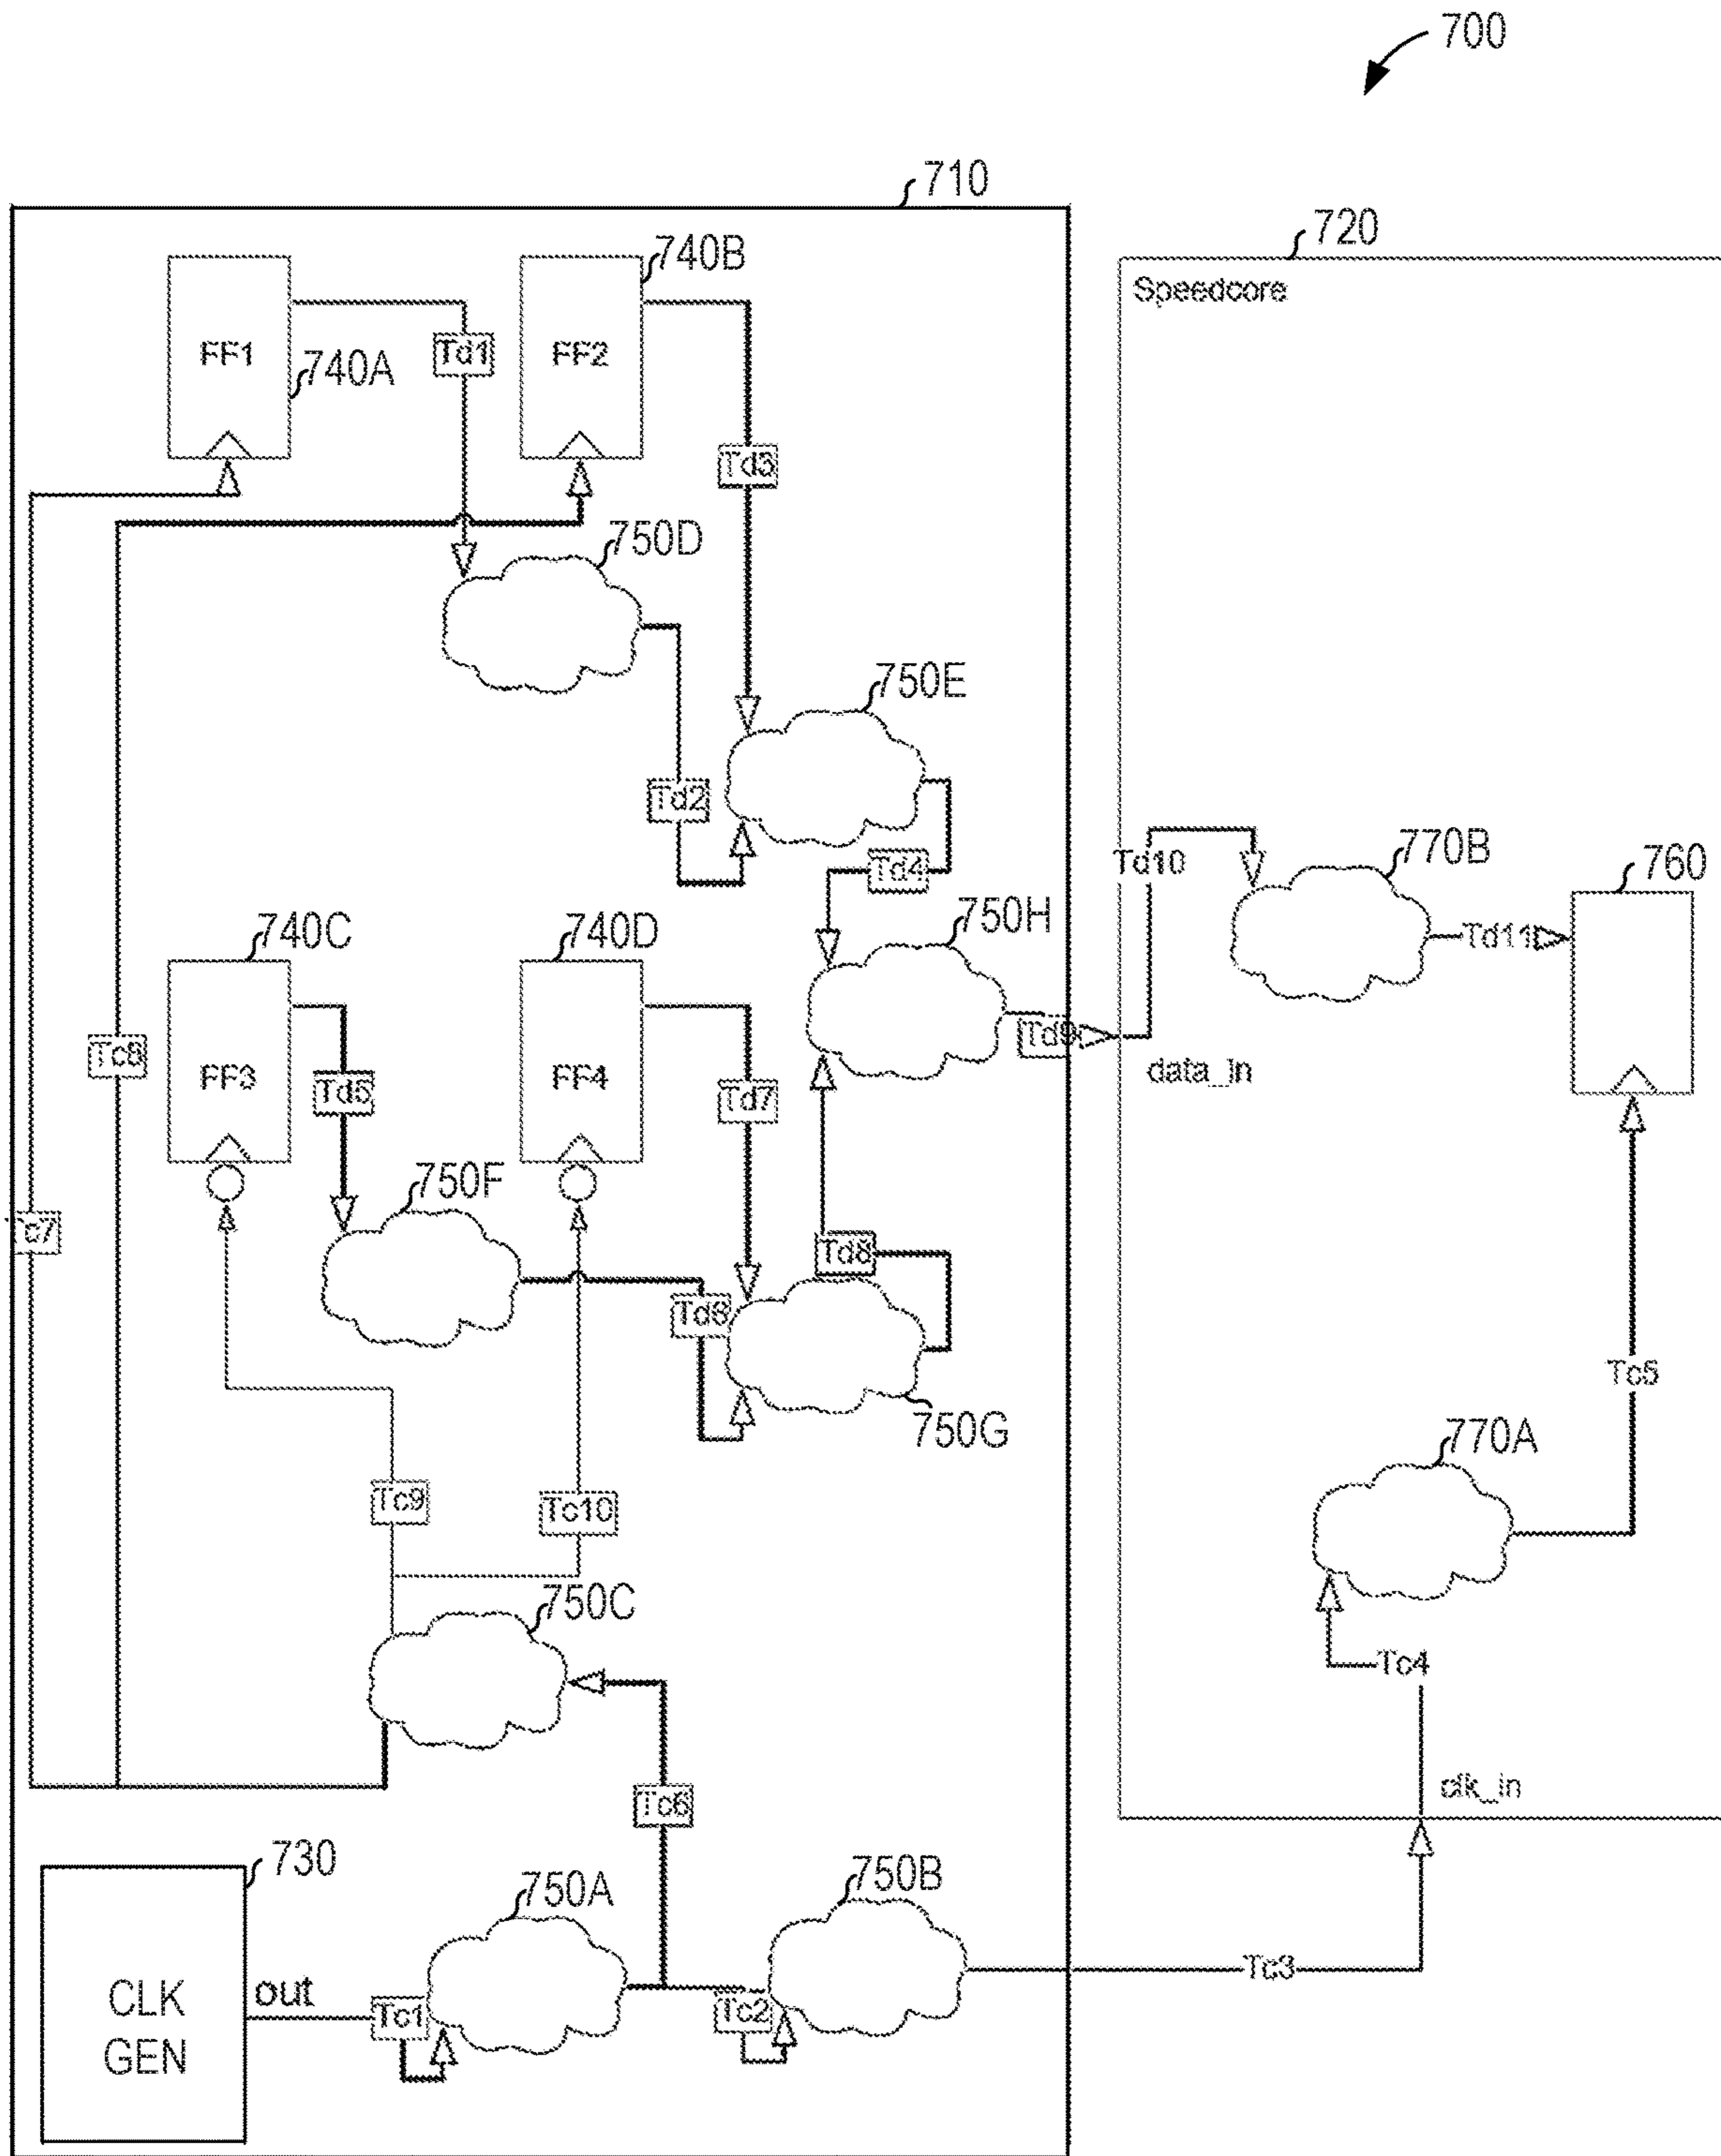 700
710
720
Speedcore
740B
FF1
740A
Td1
FF2
Td3
750D
750E
Td2
Td4
Td10
770B
760
740C
740D
750H
Td11
Tc8
FF3
Td5
FF4
Td7
Td9
data_in
750F
Tc7
Td8
Td6
750G
Tc5
770A
Tc9
Tc10
750C
Tc4
Tc6
clk_in
730
750A
750B
CLK
GEN
out
Tc1
Tc2
Tc3